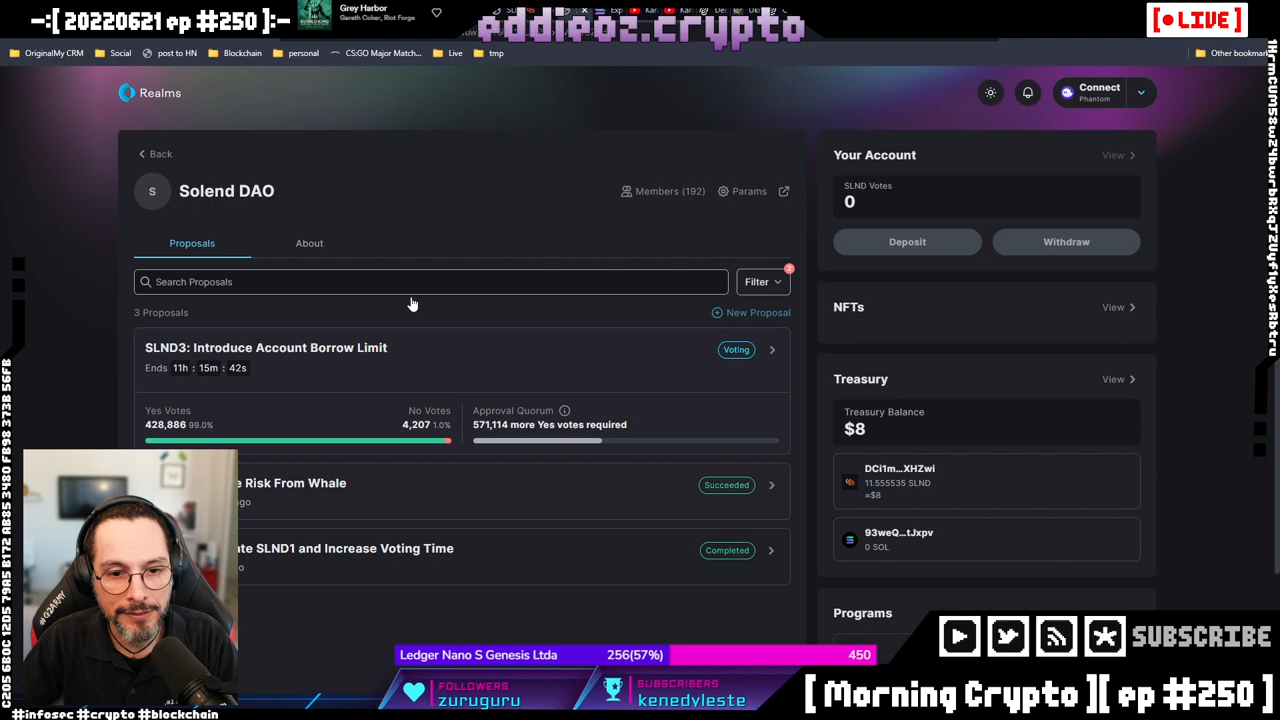 -:[ 20220621 ep #250 ]:-
Grey Harbor
Gareth Coker, Riot Forge
eddieoz.crypto
[● LIVE]
OriginalMy CRM
Social
post to HN
Blockchain
personal
CS:GO Major Match...
Live
tmp
Other bookmar
Realms
Connect
Phantom
Back
S
Solend DAO
Members (192)
Params
Proposals
About
Search Proposals
Filter
2
3 Proposals
New Proposal
SLND3: Introduce Account Borrow Limit
Voting
Ends 11h : 15m : 42s
Yes Votes
No Votes
Approval Quorum
428,886 99.0%
4,207 1.0%
571,114 more Yes votes required
e Risk From Whale
Succeeded
ago
ate SLND1 and Increase Voting Time
Completed
o
Your Account
View
SLND Votes
0
Deposit
Withdraw
NFTs
View
Treasury
View
Treasury Balance
$8
DCi1m...XHZwi
11.555535 SLND
≈$8
93weQ...tJxpv
0 SOL
Programs
#G2ARMY
Ledger Nano S Genesis Ltda
256(57%)
450
FOLLOWERS
zuruguru
SUBSCRIBERS
kenedyleste
SUBSCRIBE
[ Morning Crypto ][ ep #250 ]
#infosec #crypto #blockchain